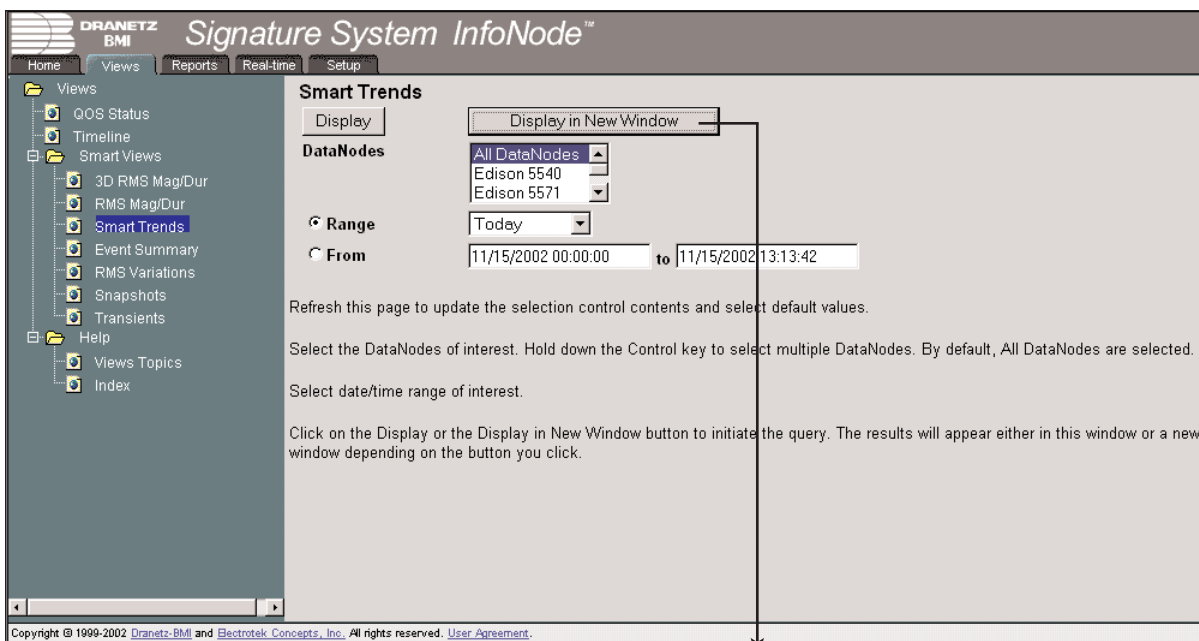 DRANETZ
BMI
Signature System InfoNode™
Home Views Reports Real-time Setup
Views
QOS Status
Timeline
Smart Views
3D RMS Mag/Dur
RMS Mag/Dur
Smart Trends
Event Summary
RMS Variations
Snapshots
Transients
Help
Views Topics
Index
Smart Trends
Display Display in New Window
DataNodes
All DataNodes
Edison 5540
Edison 5571
Range Today
From 11/15/2002 00:00:00 to 11/15/2002 13:13:42
Refresh this page to update the selection control contents and select default values.
Select the DataNodes of interest. Hold down the Control key to select multiple DataNodes. By default, All DataNodes are selected.
Select date/time range of interest.
Click on the Display or the Display in New Window button to initiate the query. The results will appear either in this window or a new
window depending on the button you click.
Copyright © 1999-2002 Dranetz-BMI and Electrotek Concepts, Inc. All rights reserved. User Agreement.